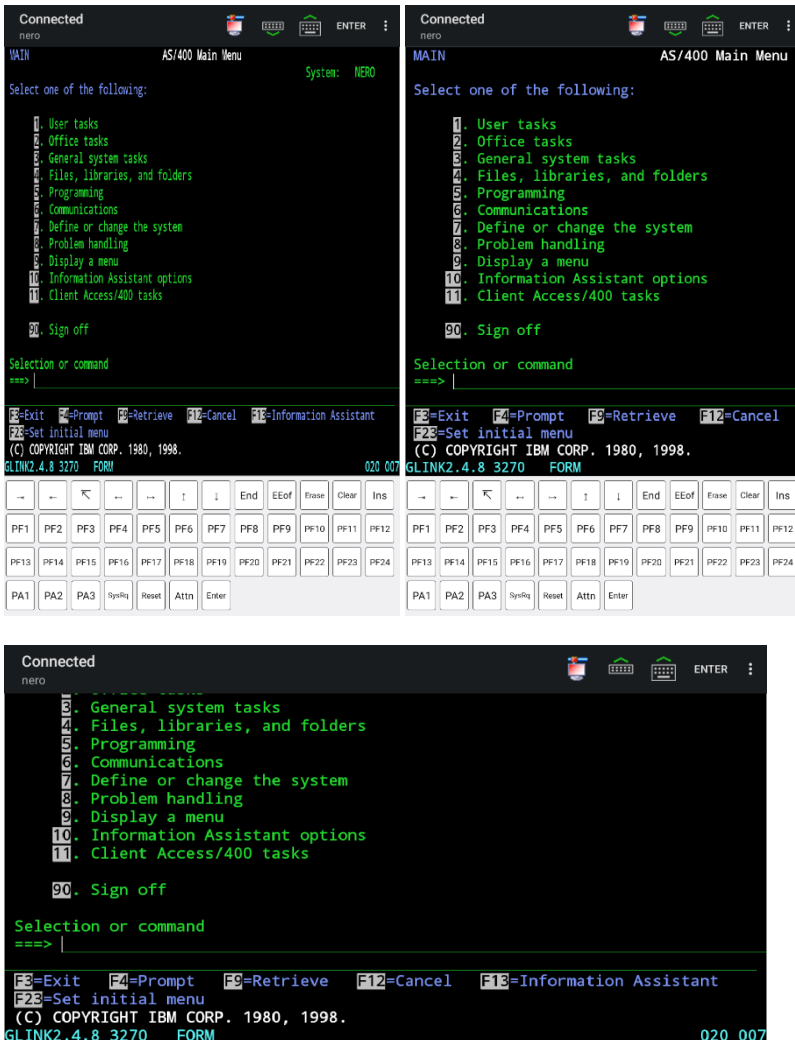 Connected
nero
ENTER
MAIN AS/400 Main Menu
System: NERO
Select one of the following:
1. User tasks
2. Office tasks
3. General system tasks
4. Files, libraries, and folders
5. Programming
6. Communications
7. Define or change the system
8. Problem handling
9. Display a menu
10. Information Assistant options
11. Client Access/400 tasks
90. Sign off
Selection or command
===>
F3=Exit F4=Prompt F9=Retrieve F12=Cancel F13=Information Assistant
F23=Set initial menu
(C) COPYRIGHT IBM CORP. 1980, 1998.
GLINK2.4.8 3270 FORM 020 007
→ ← ↸ ↔ ↔ ↑ ↓ End EEof Erase Clear Ins
PF1 PF2 PF3 PF4 PF5 PF6 PF7 PF8 PF9 PF10 PF11 PF12
PF13 PF14 PF15 PF16 PF17 PF18 PF19 PF20 PF21 PF22 PF23 PF24
PA1 PA2 PA3 SysRq Reset Attn Enter
Connected
nero
ENTER
MAIN AS/400 Main Menu
Select one of the following:
1. User tasks
2. Office tasks
3. General system tasks
4. Files, libraries, and folders
5. Programming
6. Communications
7. Define or change the system
8. Problem handling
9. Display a menu
10. Information Assistant options
11. Client Access/400 tasks
90. Sign off
Selection or command
===>
F3=Exit F4=Prompt F9=Retrieve F12=Cancel
F23=Set initial menu
(C) COPYRIGHT IBM CORP. 1980, 1998.
GLINK2.4.8 3270 FORM
→ ← ↸ ↔ ↔ ↑ ↓ End EEof Erase Clear Ins
PF1 PF2 PF3 PF4 PF5 PF6 PF7 PF8 PF9 PF10 PF11 PF12
PF13 PF14 PF15 PF16 PF17 PF18 PF19 PF20 PF21 PF22 PF23 PF24
PA1 PA2 PA3 SysRq Reset Attn Enter
Connected
nero
ENTER
3. General system tasks
4. Files, libraries, and folders
5. Programming
6. Communications
7. Define or change the system
8. Problem handling
9. Display a menu
10. Information Assistant options
11. Client Access/400 tasks
90. Sign off
Selection or command
===>
F3=Exit F4=Prompt F9=Retrieve F12=Cancel F13=Information Assistant
F23=Set initial menu
(C) COPYRIGHT IBM CORP. 1980, 1998.
GLINK2.4.8 3270 FORM 020 007